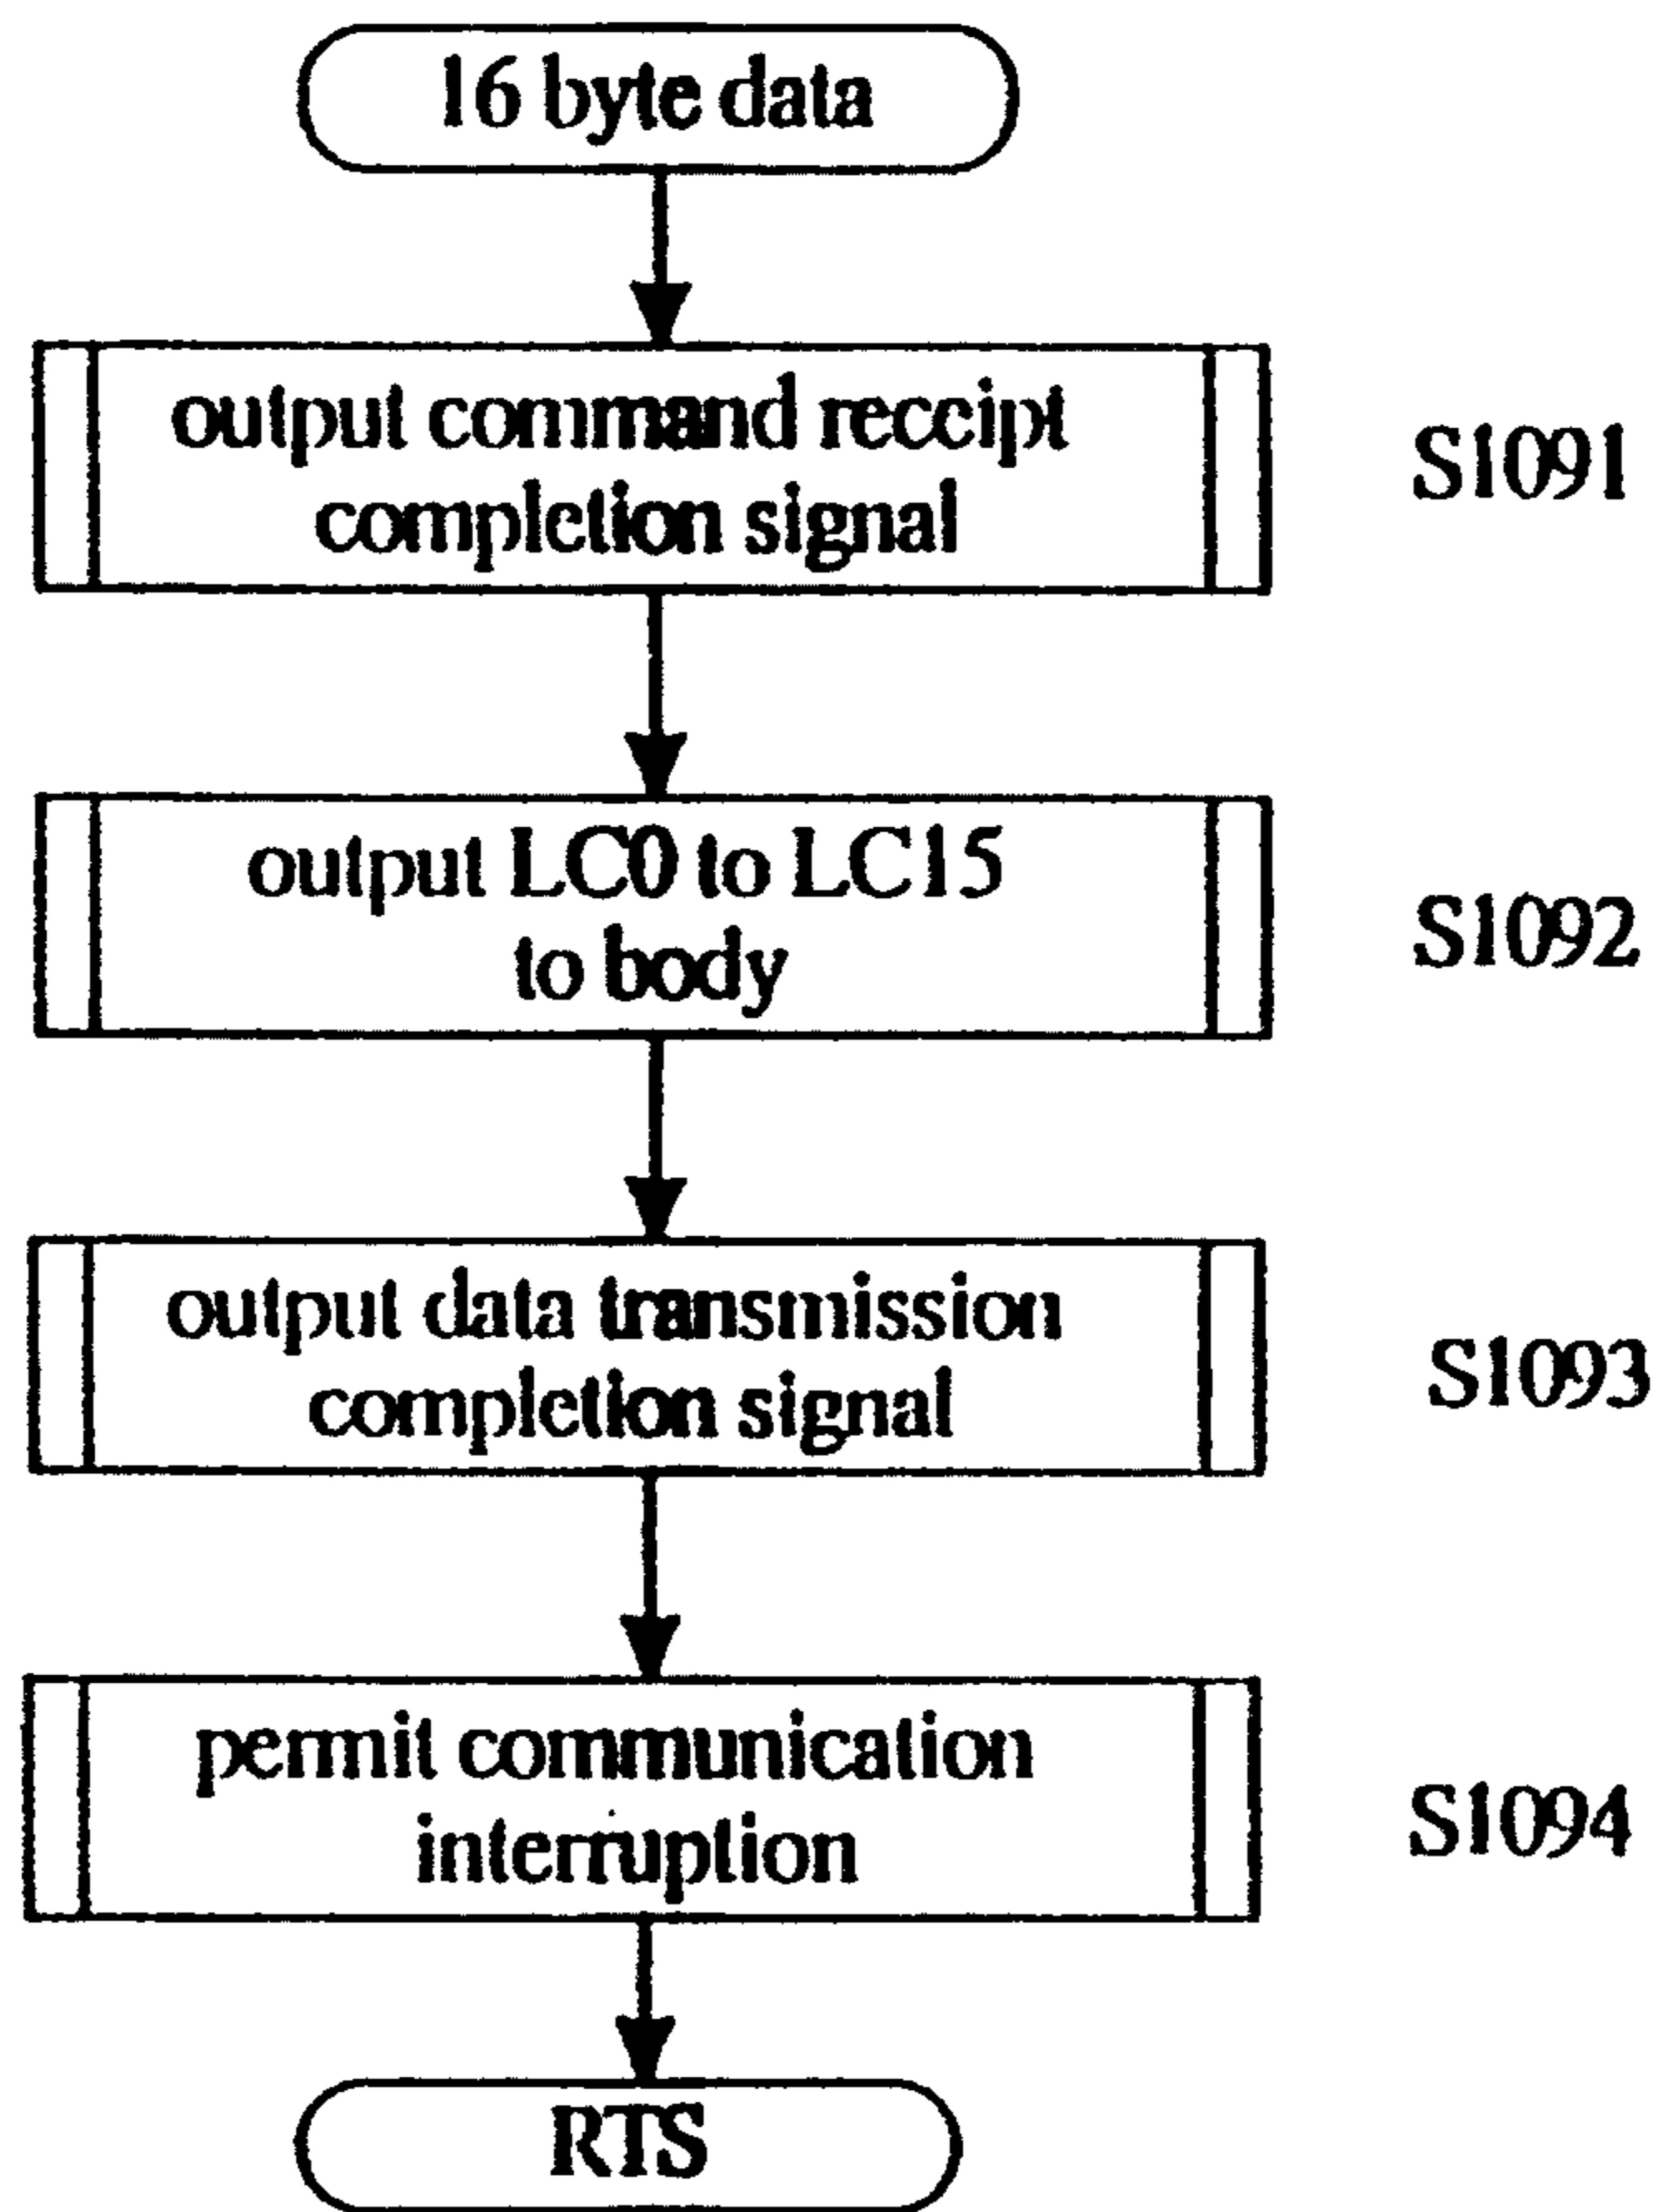 16 byte data
output command receipt
completion signal
S1091
output LC0 to LC15
to body
S1092
output data transmission
completion signal
S1093
permit communication
interruption
S1094
RTS